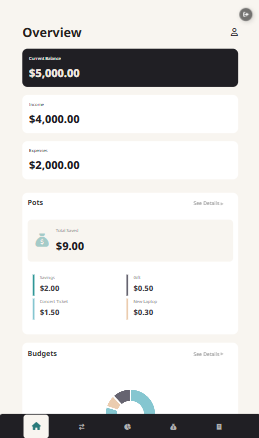 Overview
Current Balance
$5,000.00
Income
$4,000.00
Expenses
$2,000.00
Pots
See Details
Total Saved
$9.00
Savings
$2.00
Gift
$0.50
Concert Ticket
$1.50
New Laptop
$0.30
Budgets
See Details